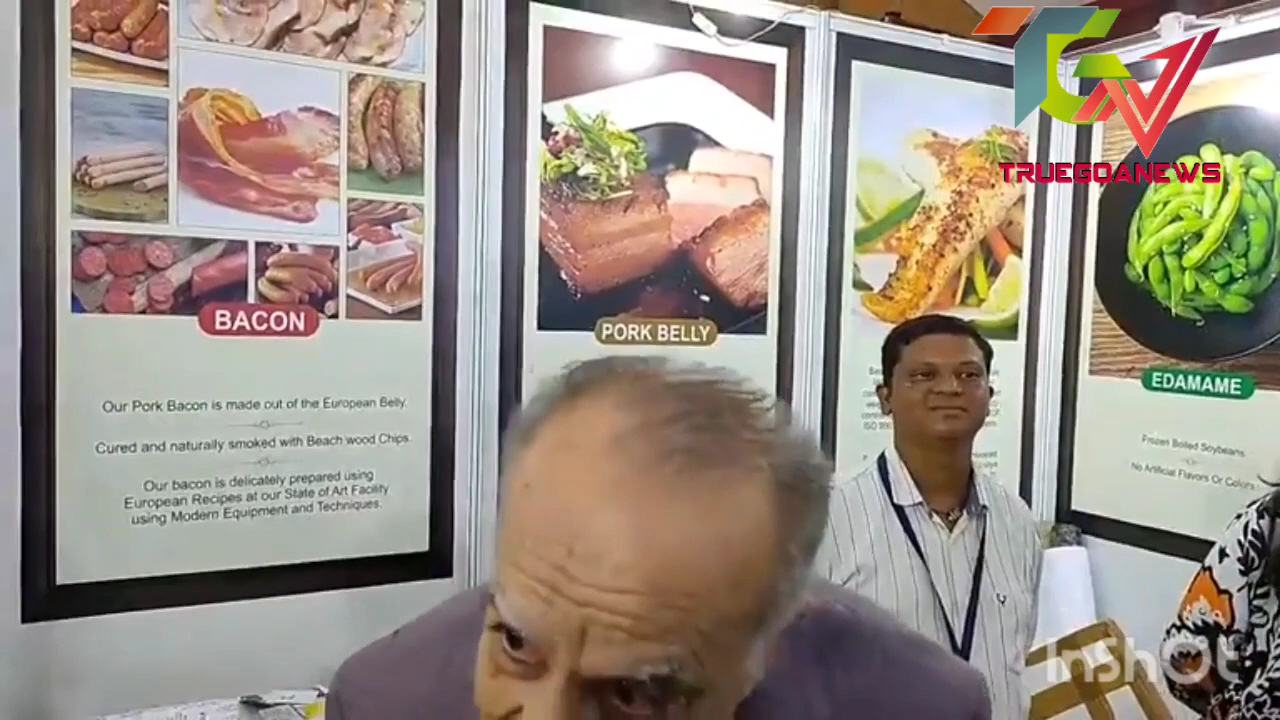 TRUEGOANEWS
BACON
Our Pork Bacon is made out of the European Belly.
Cured and naturally smoked with Beach wood Chips.
Our bacon is delicately prepared using
European Recipes at our State of Art Facility
using Modern Equipment and Techniques.
PORK BELLY
EDAMAME
Frozen Boiled Soybeans
No Artificial Flavors Or Colors
InShOt